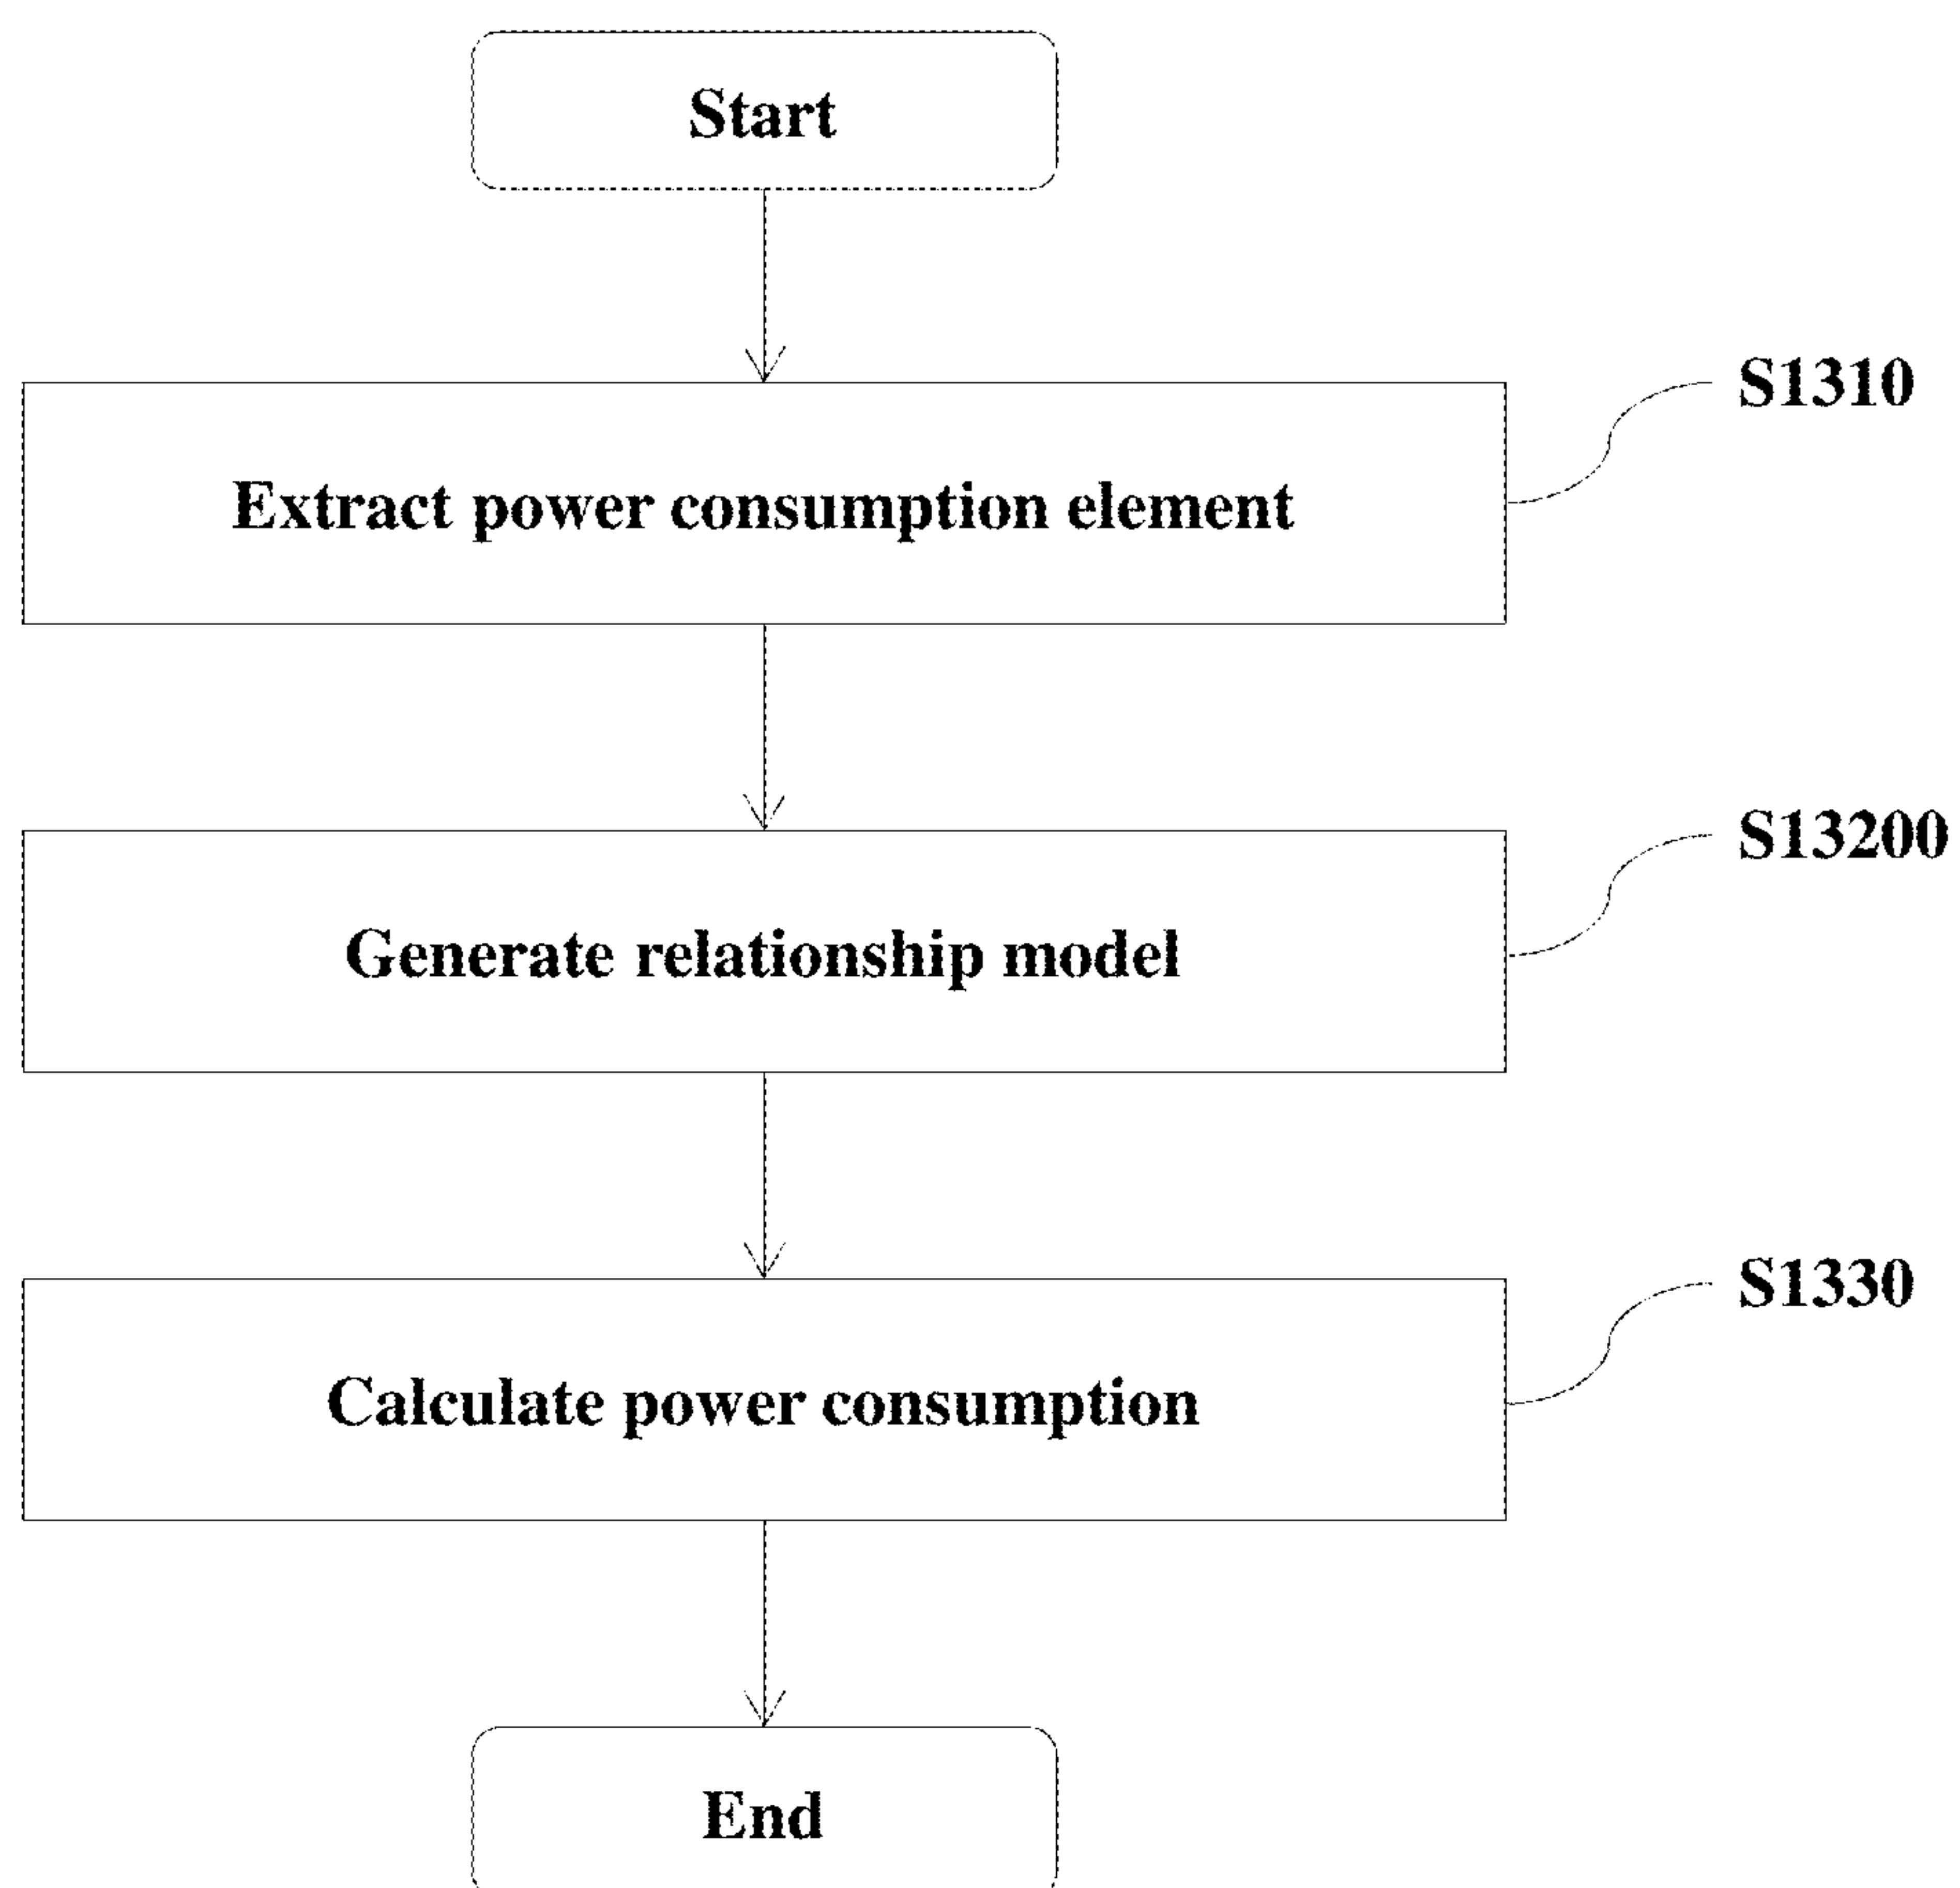 Start
S1310
Extract power consumption element
S13200
Generate relationship model
S1330
Calculate power consumption
End